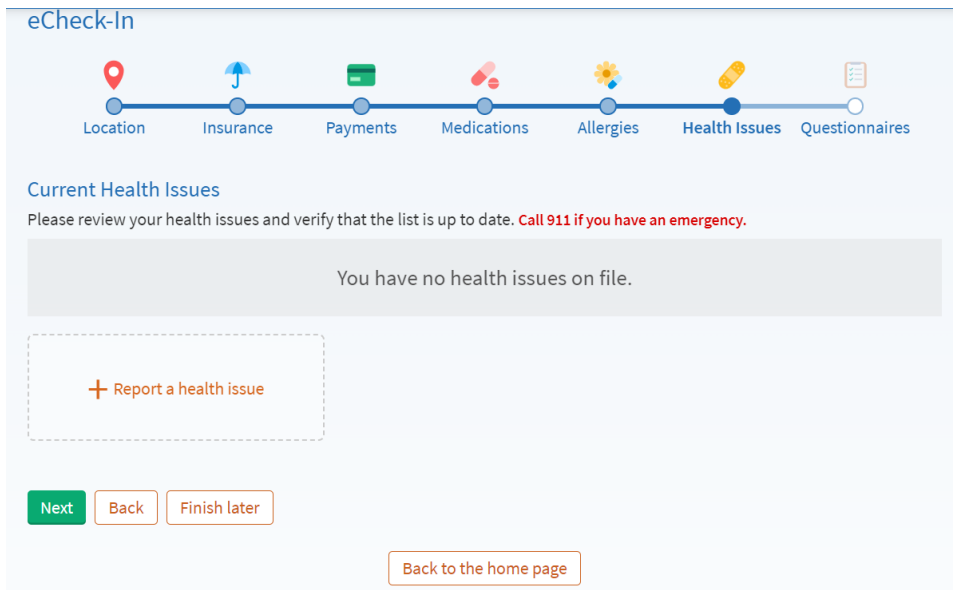 eCheck-In
Location Insurance Payments Medications Allergies Health Issues Questionnaires
Current Health Issues
Please review your health issues and verify that the list is up to date. Call 911 if you have an emergency.
You have no health issues on file.
+ Report a health issue
Next Back Finish later
Back to the home page